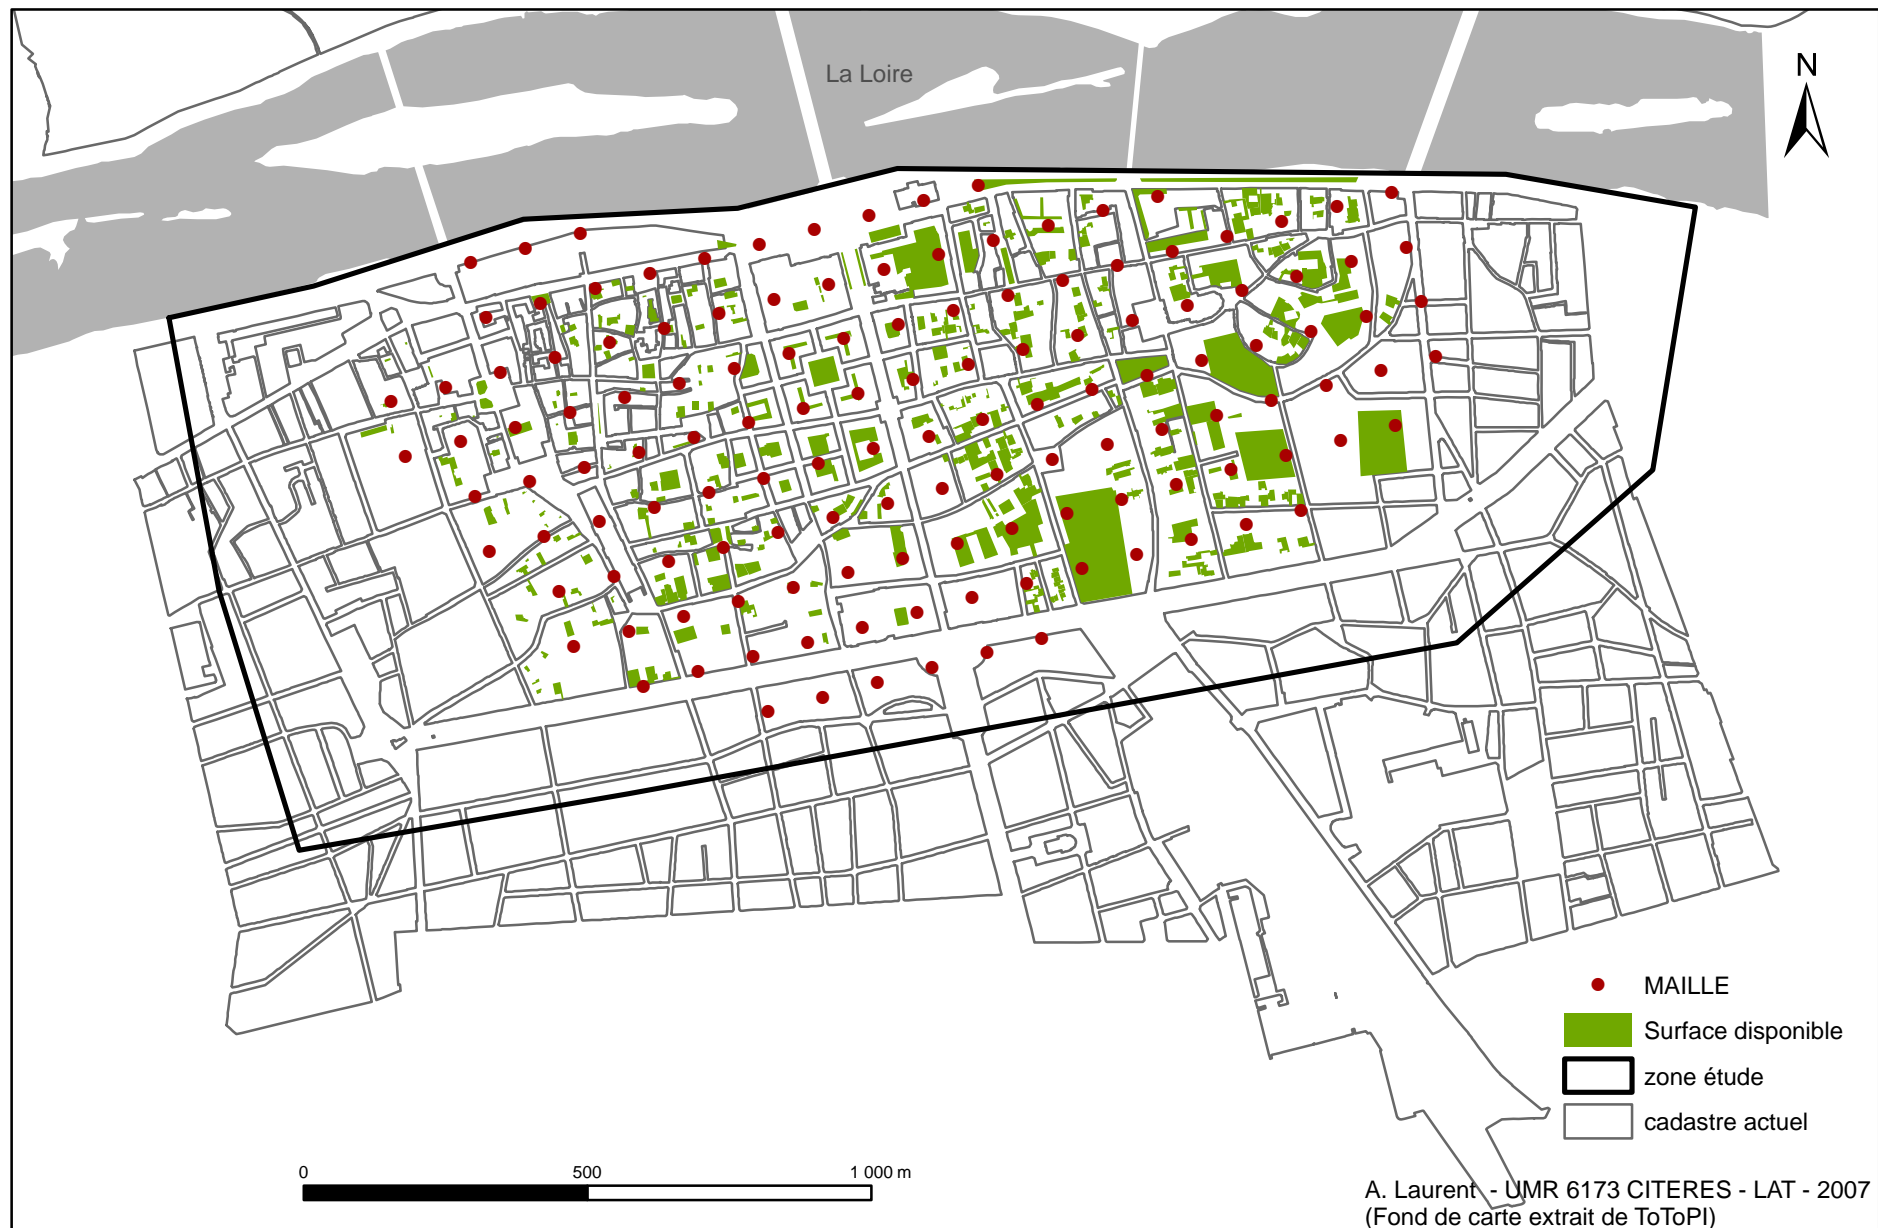 La Loire
N
MAILLE
Surface disponible
zone étude
cadastre actuel
0 500 1 000 m
A. Laurent - UMR 6173 CITERES - LAT - 2007
(Fond de carte extrait de ToToPI)